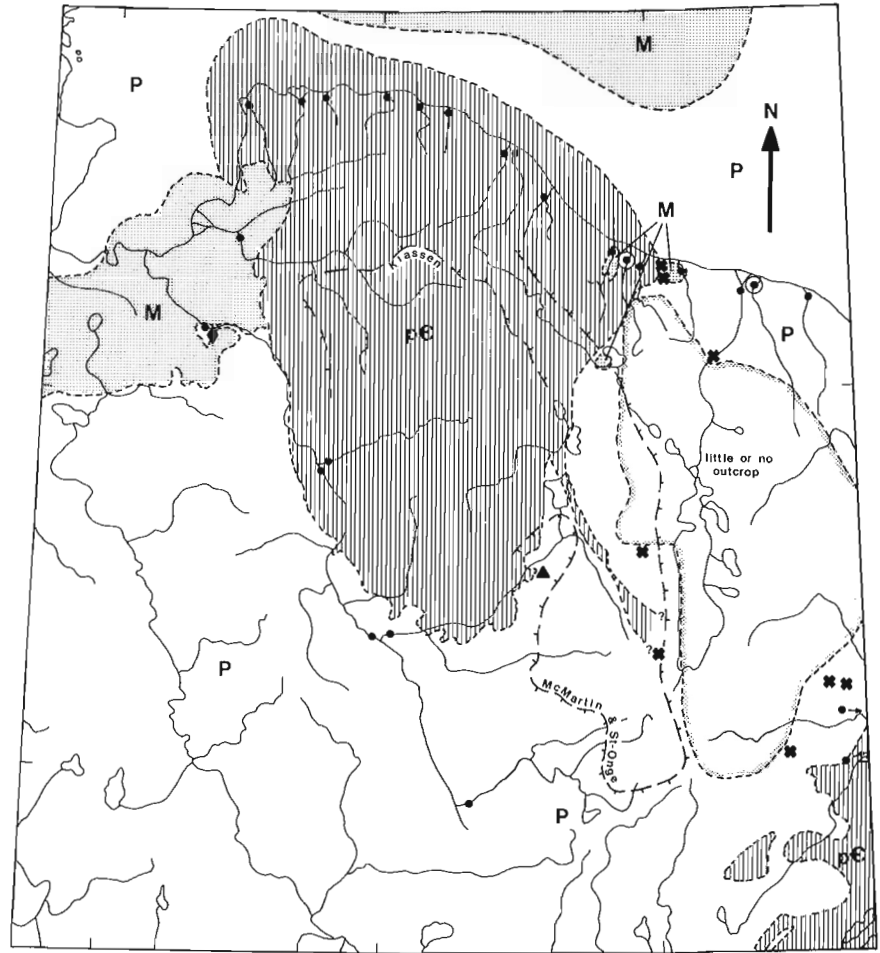 M
P
N
P
M
Klassen
M
pЄ
P
little or no
outcrop
?
?
?
P
McMartin
& St-Onge
P
pЄ